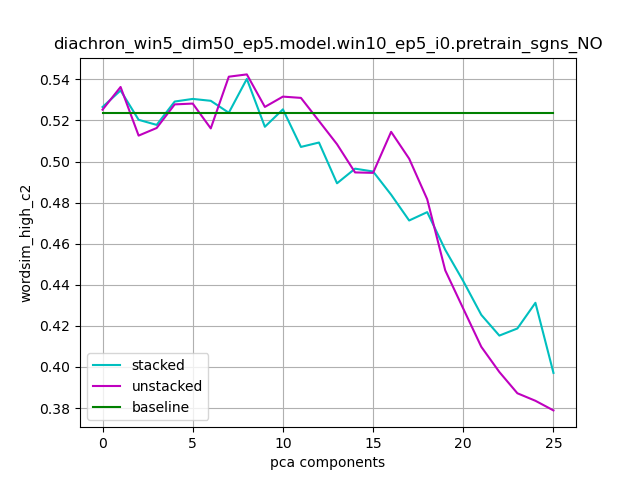 diachron_win5_dim50_ep5.model.win10_ep5_i0.pretrain_sgns_NO
0.54
0.52
0.50
0.48
0.46
0.44
0.42
0.40
0.38
wordsim_high_c2
stacked
unstacked
baseline
0
5
10
15
20
25
pca components